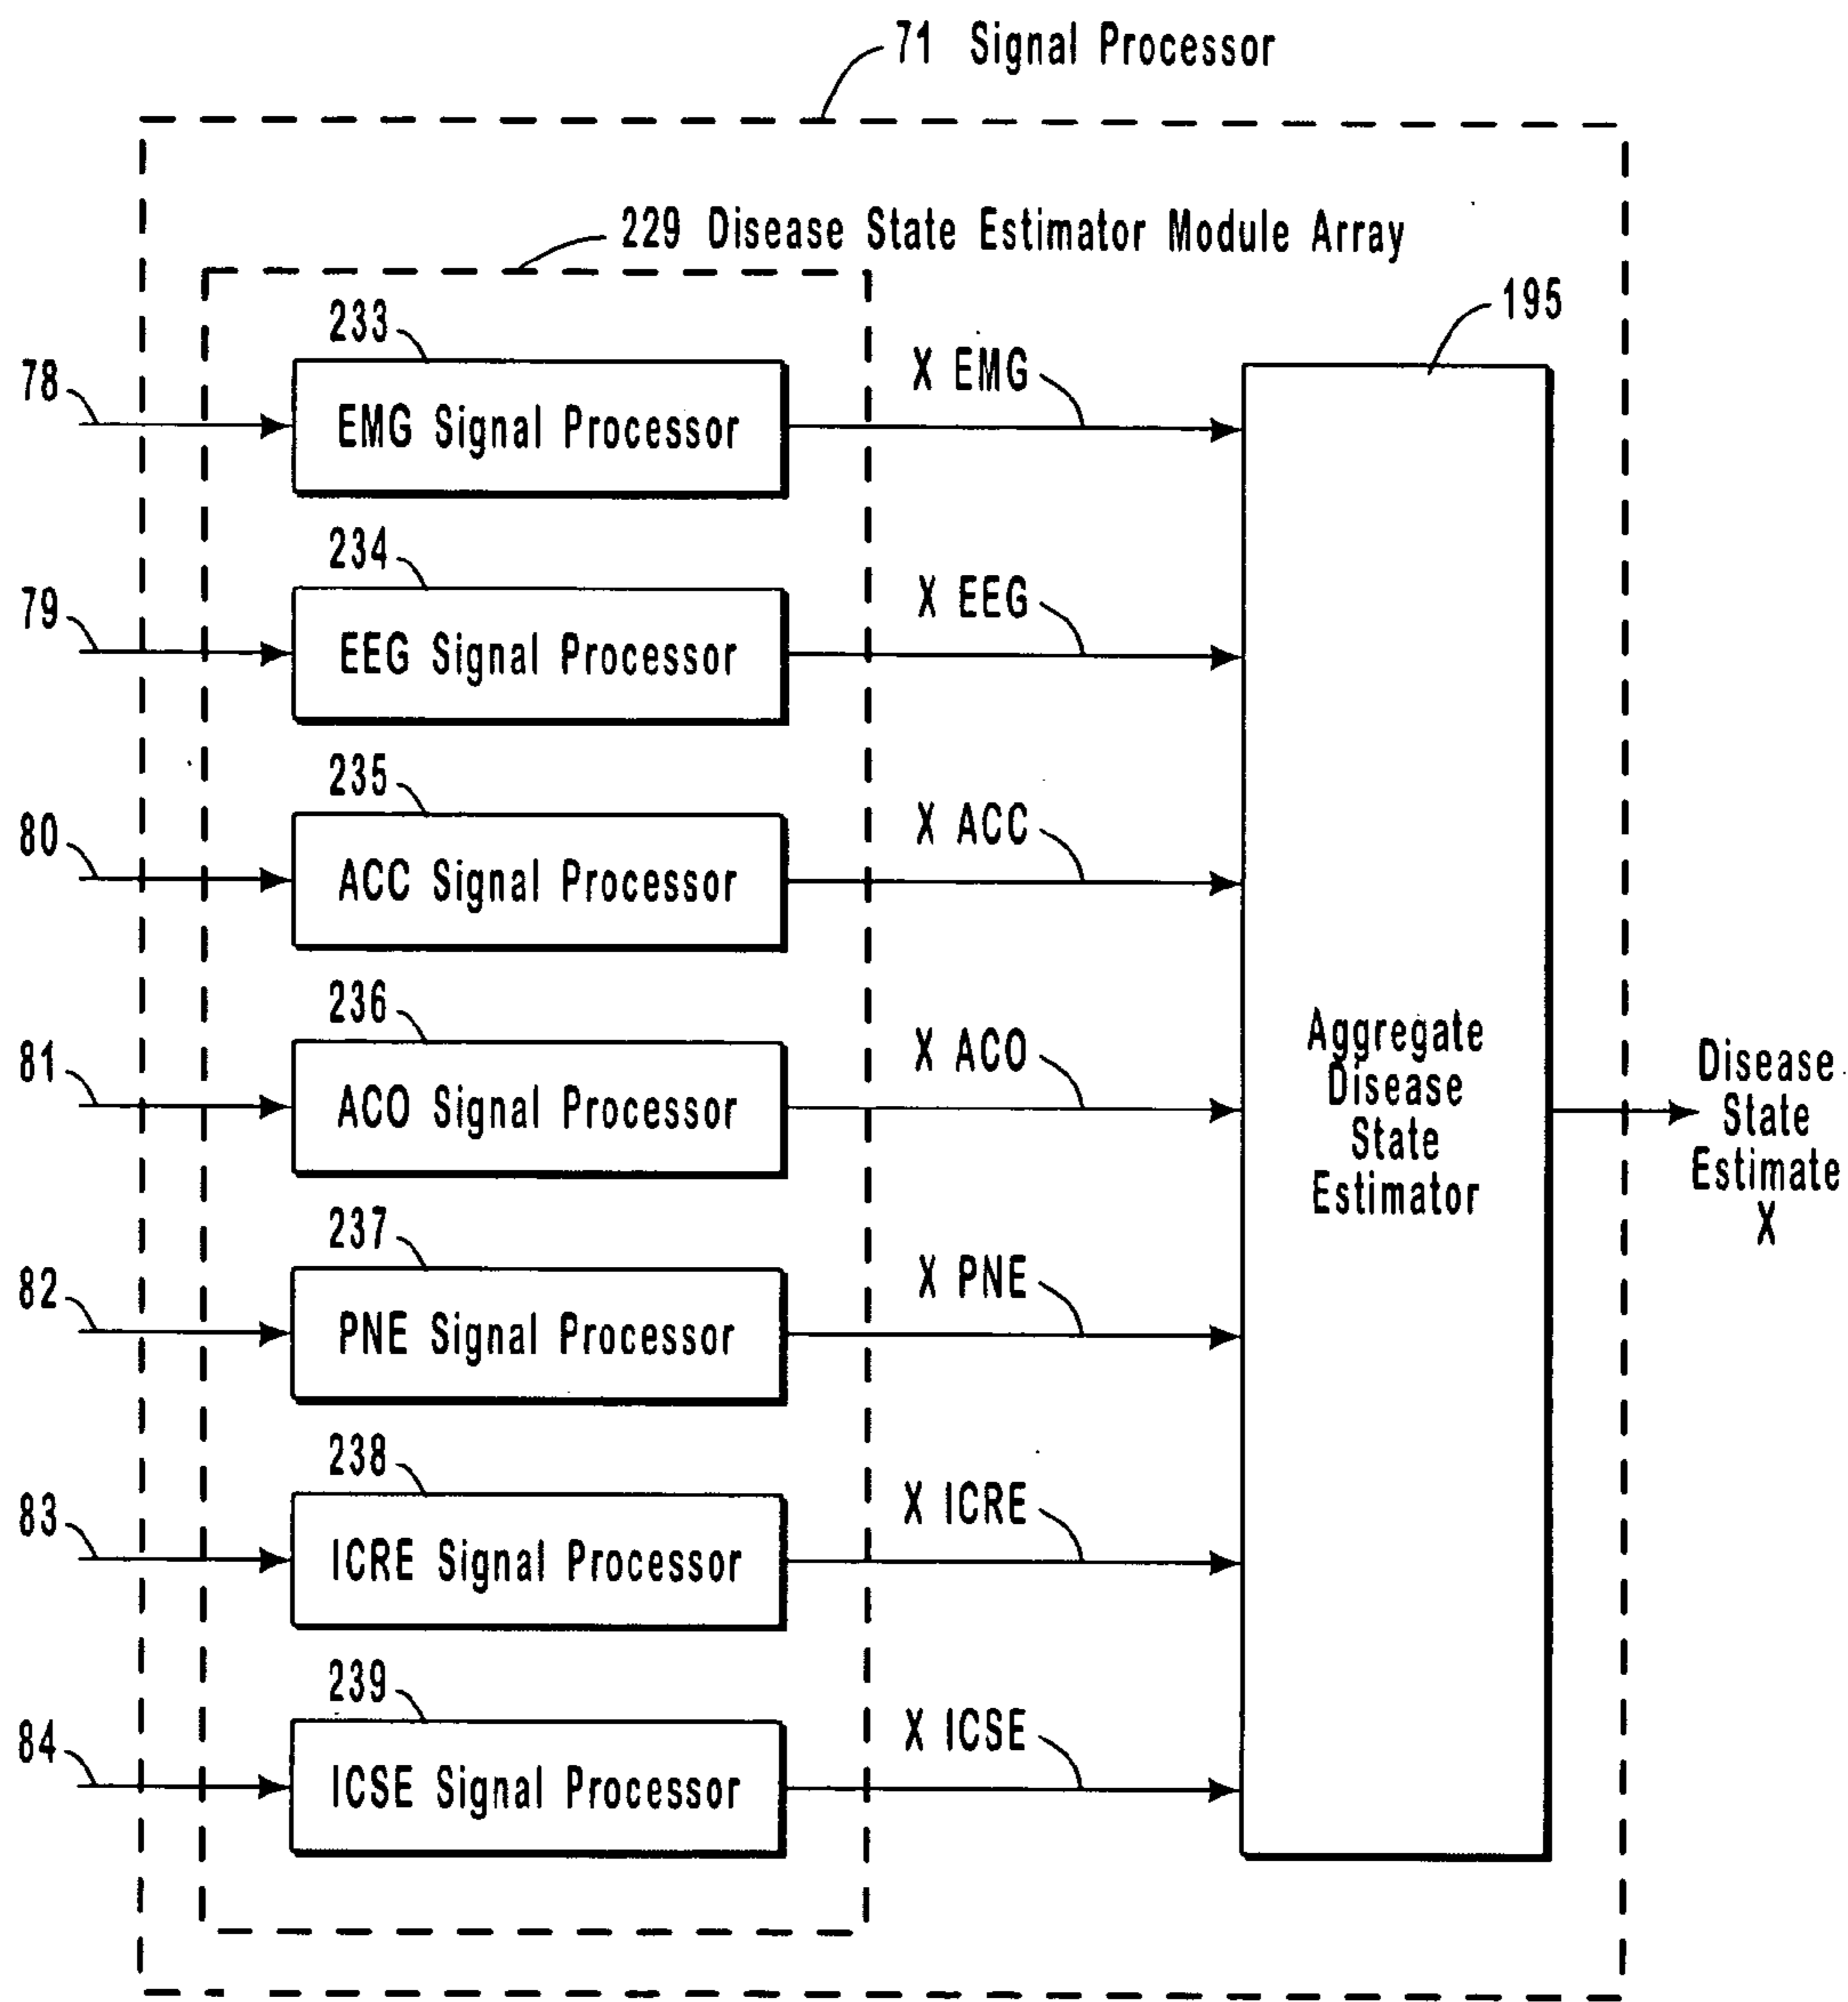 71 Signal Processor
229 Disease State Estimator Module Array
195
233
78
EMG Signal Processor
X EMG
234
79
EEG Signal Processor
X EEG
235
80
ACC Signal Processor
X ACC
236
81
ACO Signal Processor
X ACO
Aggregate
Disease
State
Estimator
Disease
State
Estimate
X
237
82
PNE Signal Processor
X PNE
238
83
ICRE Signal Processor
X ICRE
239
84
ICSE Signal Processor
X ICSE